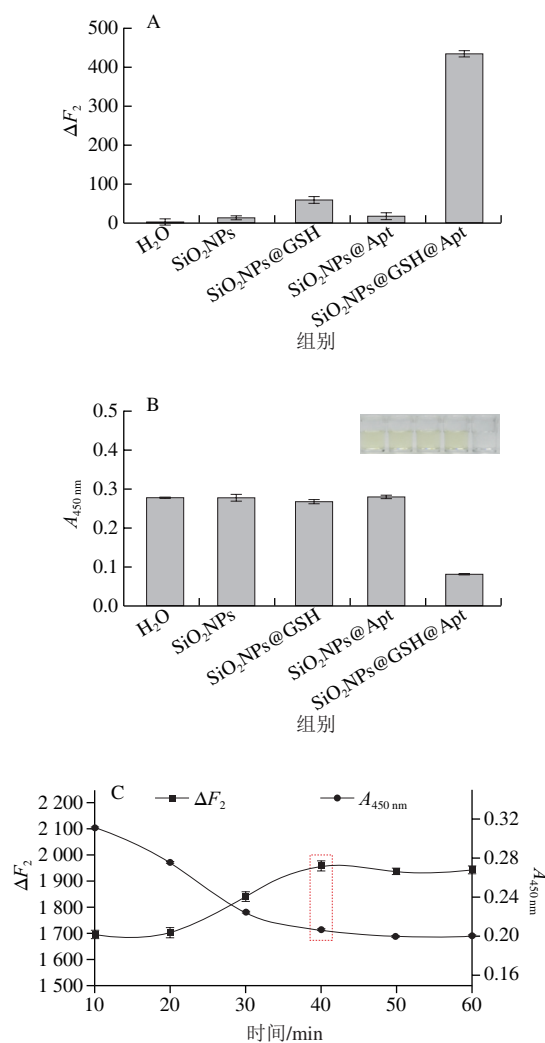 A
500
400
300
200
100
0
ΔF₂
H₂O
SiO₂NPs
SiO₂NPs@GSH
SiO₂NPs@Apt
SiO₂NPs@GSH@Apt
组别
B
0.5
0.4
0.3
0.2
0.1
0.0
A₄₅₀ ₙₘ
H₂O
SiO₂NPs
SiO₂NPs@GSH
SiO₂NPs@Apt
SiO₂NPs@GSH@Apt
组别
C
ΔF₂
A₄₅₀ ₙₘ
2 200
2 100
2 000
1 900
1 800
1 700
1 600
1 500
ΔF₂
0.32
0.28
0.24
0.20
0.16
A₄₅₀ ₙₘ
10 20 30 40 50 60
时间/min